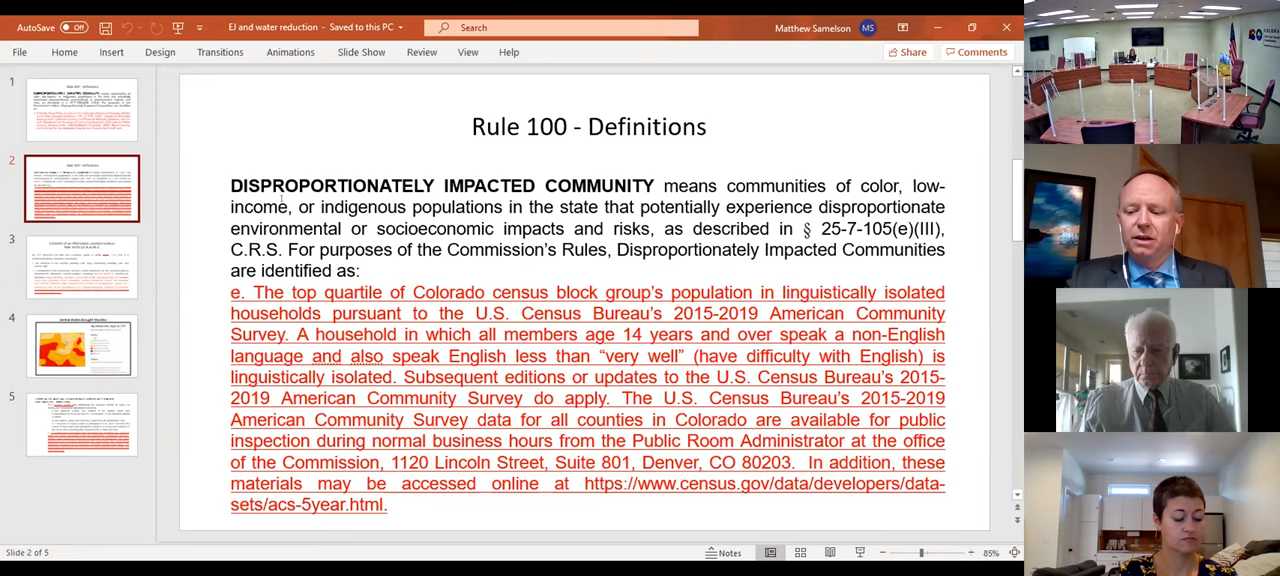 AutoSave
Off
EJ and water reduction - Saved to this PC
Search
Matthew Samelson
MS
File
Home
Insert
Design
Transitions
Animations
Slide Show
Review
View
Help
Share
Comments
1
2
3
4
5
Rule 100 - Definitions
DISPROPORTIONATELY IMPACTED COMMUNITY means communities of color, low-
income, or indigenous populations in the state that potentially experience disproportionate
environmental or socioeconomic impacts and risks, as described in § 25-7-105(e)(III),
C.R.S. For purposes of the Commission's Rules, Disproportionately Impacted Communities
are identified as:
e. The top quartile of Colorado census block group's population in linguistically isolated
households pursuant to the U.S. Census Bureau's 2015-2019 American Community
Survey. A household in which all members age 14 years and over speak a non-English
language and also speak English less than "very well" (have difficulty with English) is
linguistically isolated. Subsequent editions or updates to the U.S. Census Bureau's 2015-
2019 American Community Survey do apply. The U.S. Census Bureau's 2015-2019
American Community Survey data for all counties in Colorado are available for public
inspection during normal business hours from the Public Room Administrator at the office
of the Commission, 1120 Lincoln Street, Suite 801, Denver, CO 80203. In addition, these
materials may be accessed online at https://www.census.gov/data/developers/data-
sets/acs-5year.html.
Slide 2 of 5
Notes
85%